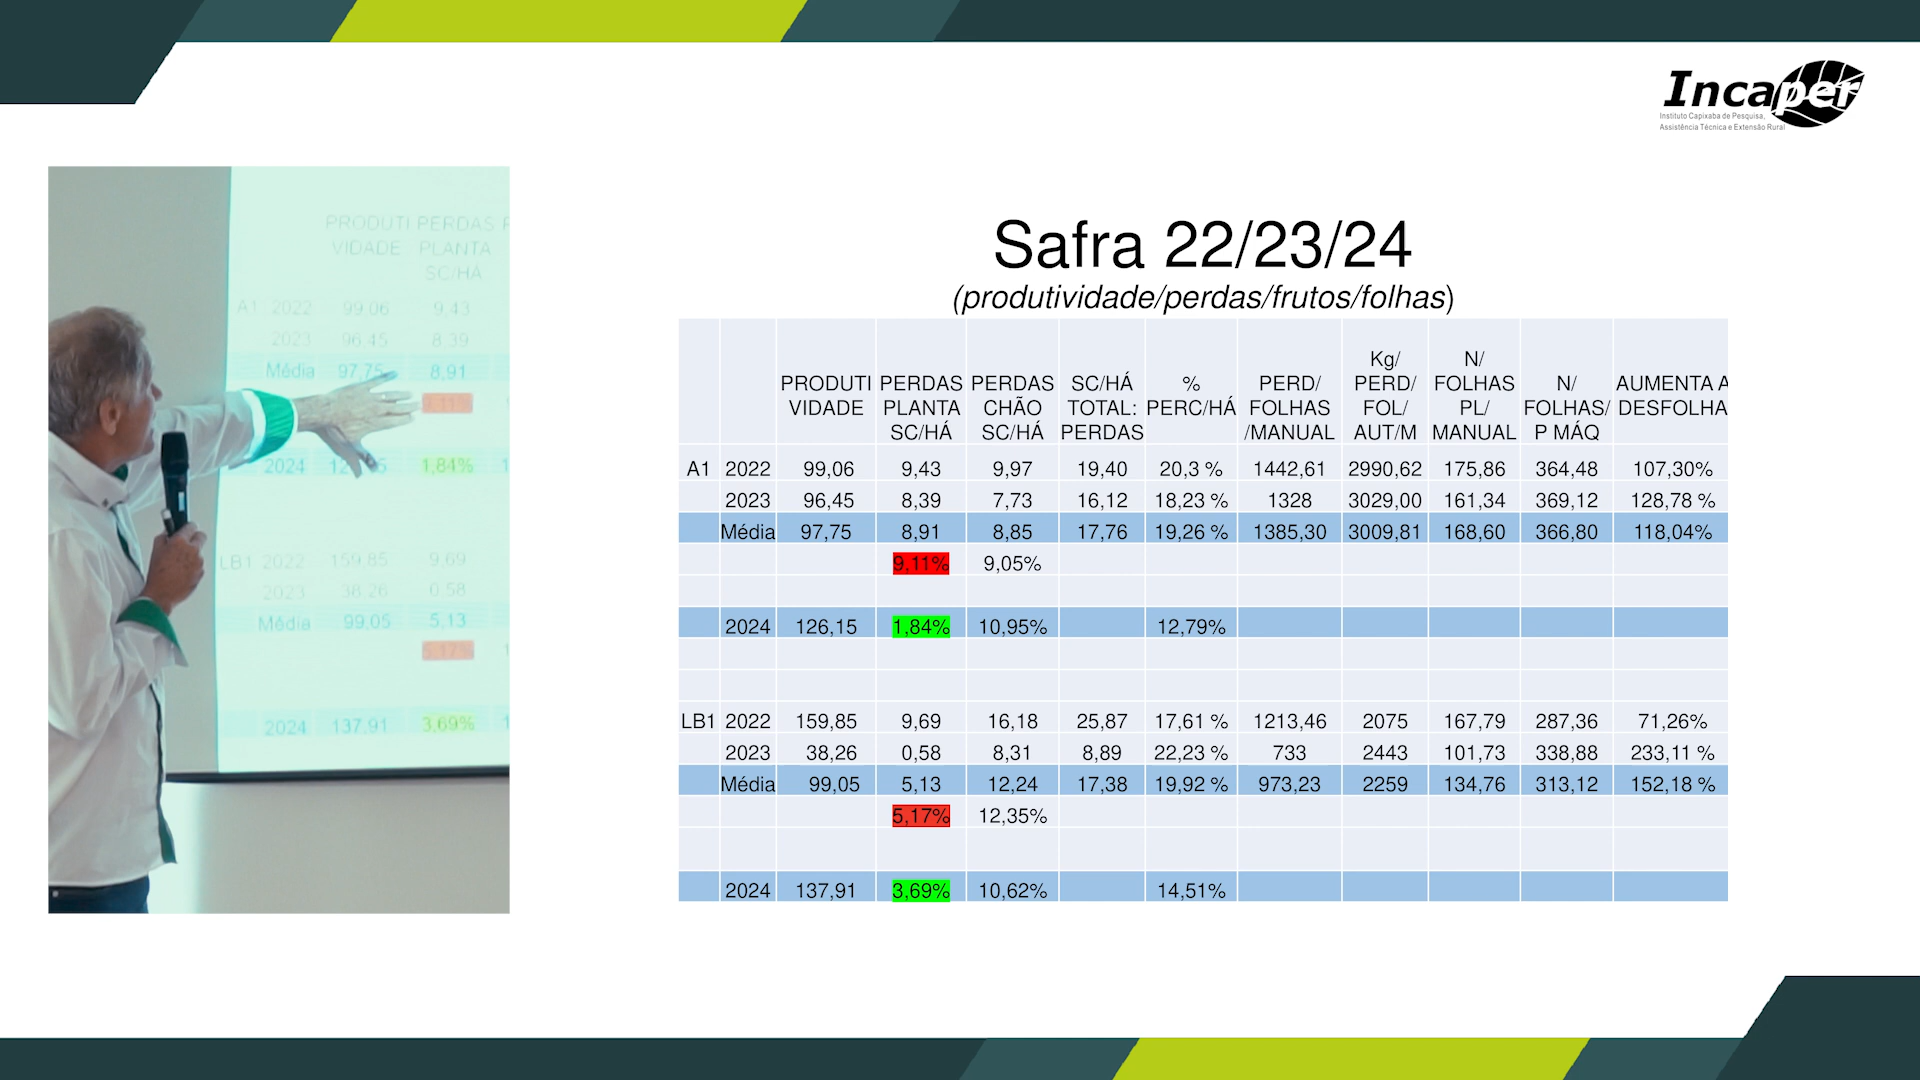 Incaper
Instituto Capixaba de Pesquisa,
Assistência Técnica e Extensão Rural
PRODUTI PERDAS
VIDADE PLANTA
SC/HÁ
A1 2022 99,06 9,43
2023 96,45 8,39
Média 97,75 8,91
2024 1,84%
LB1 2022 159,85 9,69
2023 38,26 0,58
Média 99,05 5,13
5,17%
2024 137,91 3,69%
Safra 22/23/24
(produtividade/perdas/frutos/folhas)
PRODUTI VIDADE PERDAS PLANTA SC/HÁ PERDAS CHÃO SC/HÁ SC/HÁ TOTAL: PERDAS % PERC/HÁ PERD/ FOLHAS /MANUAL Kg/ PERD/ FOL/ AUT/M N/ FOLHAS PL/ MANUAL N/ FOLHAS/ P MÁQ AUMENTA A DESFOLHA
A1 2022 99,06 9,43 9,97 19,40 20,3 % 1442,61 2990,62 175,86 364,48 107,30%
2023 96,45 8,39 7,73 16,12 18,23 % 1328 3029,00 161,34 369,12 128,78 %
Média 97,75 8,91 8,85 17,76 19,26 % 1385,30 3009,81 168,60 366,80 118,04%
9,11% 9,05%
2024 126,15 1,84% 10,95% 12,79%
LB1 2022 159,85 9,69 16,18 25,87 17,61 % 1213,46 2075 167,79 287,36 71,26%
2023 38,26 0,58 8,31 8,89 22,23 % 733 2443 101,73 338,88 233,11 %
Média 99,05 5,13 12,24 17,38 19,92 % 973,23 2259 134,76 313,12 152,18 %
5,17% 12,35%
2024 137,91 3,69% 10,62% 14,51%